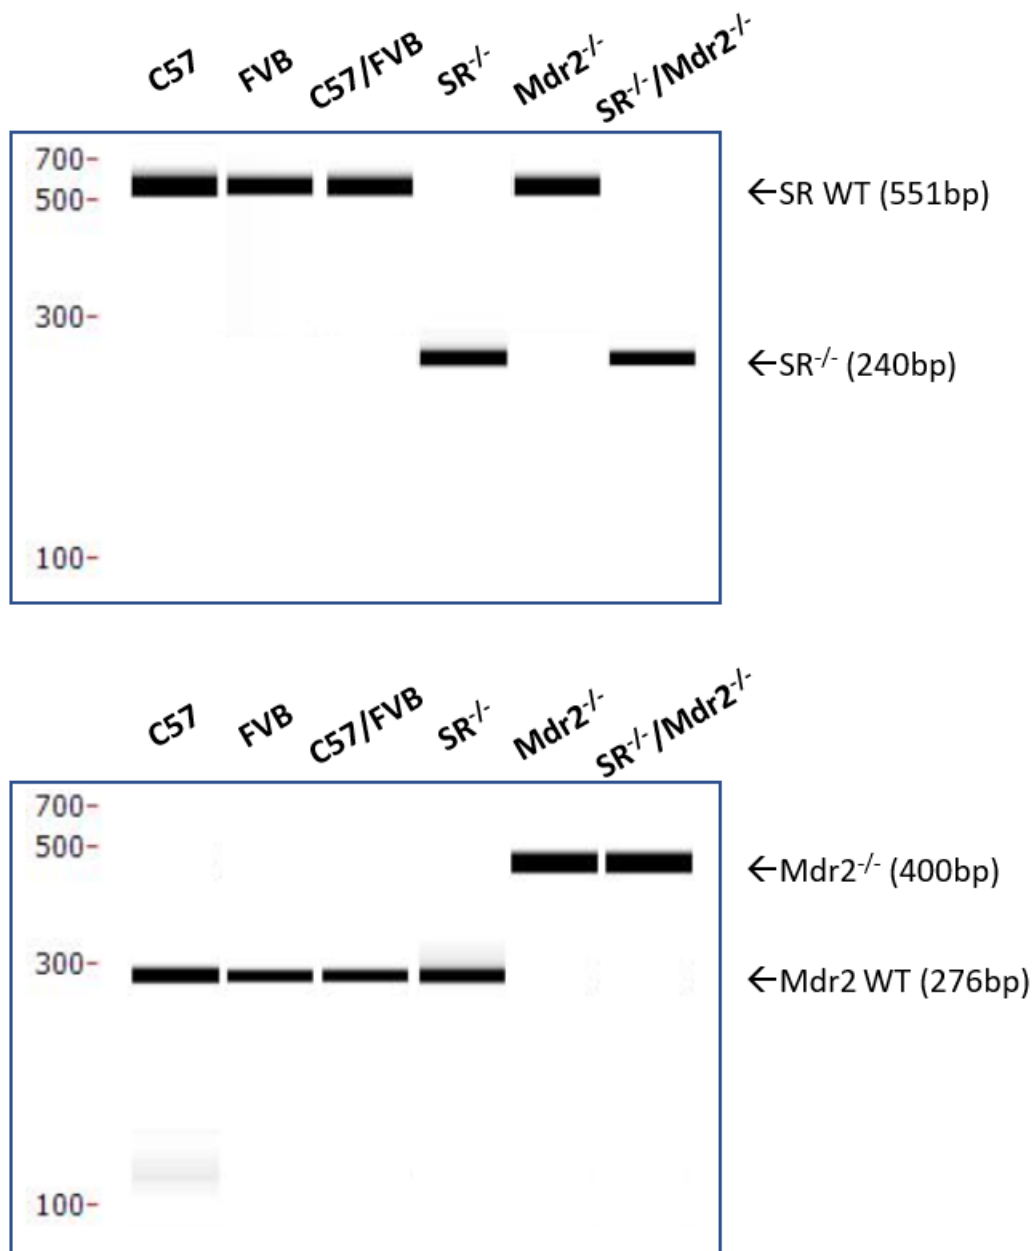 C57 FVB C57/FVB SR-/- Mdr2-/- SR-/-/Mdr2-/-
700-
500-
←SR WT (551bp)
300-
←SR-/- (240bp)
100-
C57 FVB C57/FVB SR-/- Mdr2-/- SR-/-/Mdr2-/-
700-
500-
←Mdr2-/- (400bp)
300-
←Mdr2 WT (276bp)
100-